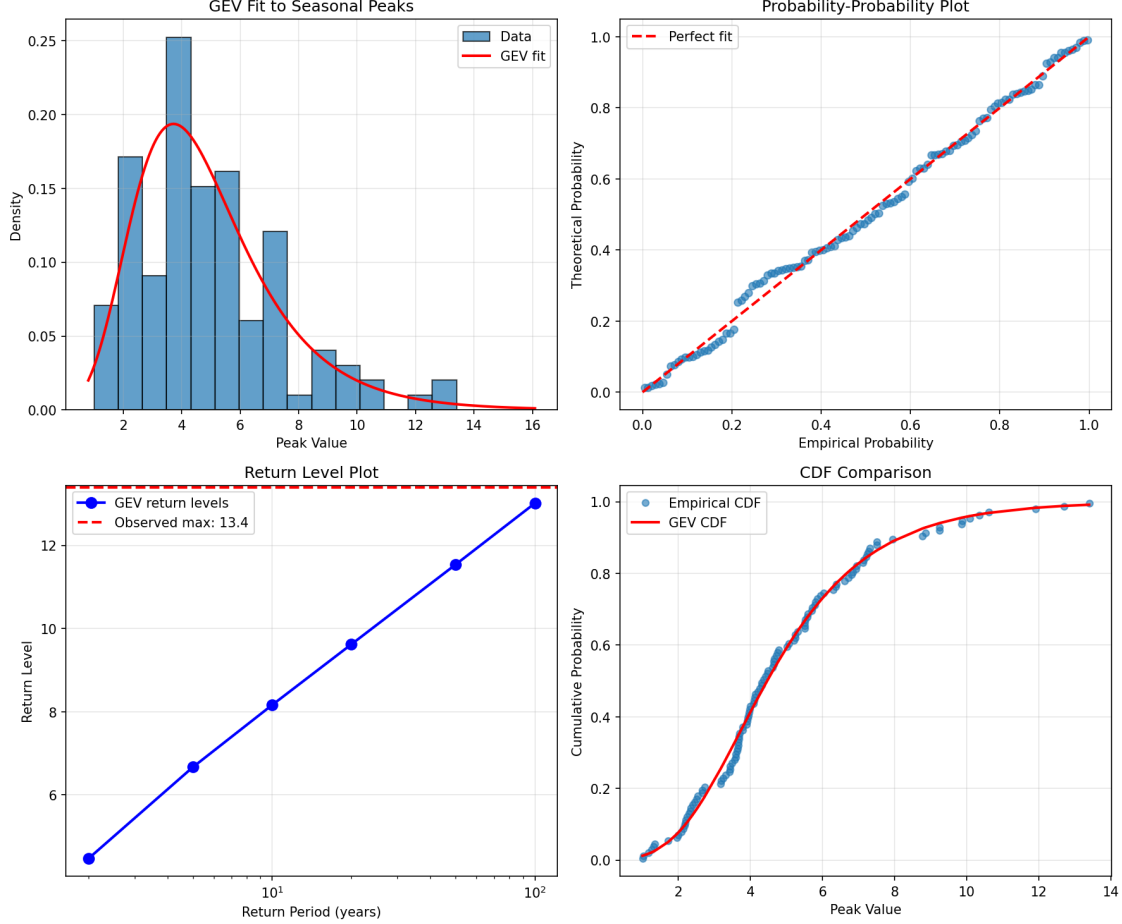 GEV Fit to Seasonal Peaks
Data
GEV fit
0.25
0.20
0.15
0.10
0.05
0.00
Density
2 4 6 8 10 12 14 16
Peak Value
Probability-Probability Plot
Perfect fit
1.0
0.8
0.6
0.4
0.2
0.0
Theoretical Probability
0.0 0.2 0.4 0.6 0.8 1.0
Empirical Probability
Return Level Plot
GEV return levels
Observed max: 13.4
12
10
8
6
Return Level
10¹ 10²
Return Period (years)
CDF Comparison
Empirical CDF
GEV CDF
1.0
0.8
0.6
0.4
0.2
0.0
Cumulative Probability
2 4 6 8 10 12 14
Peak Value